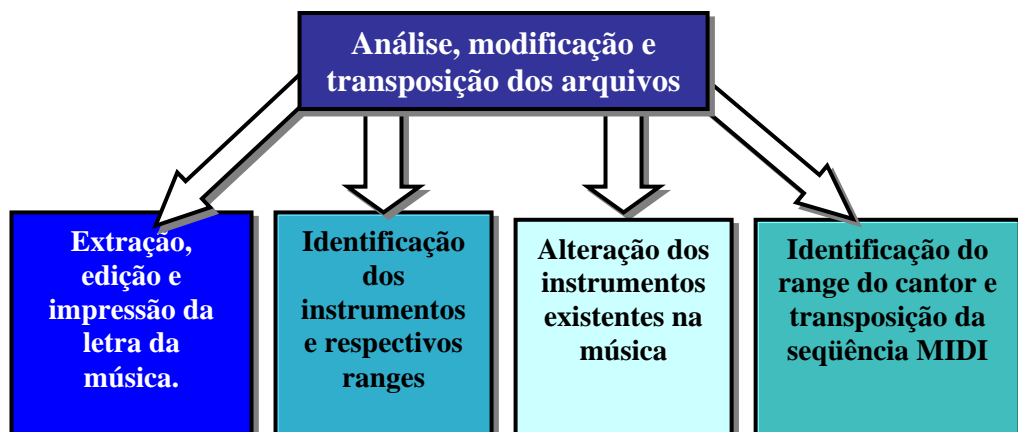 Análise, modificação e
transposição dos arquivos
Extração,
edição e
impressão da
letra da
música.
Identificação
dos
instrumentos
e respectivos
ranges
Alteração dos
instrumentos
existentes na
música
Identificação do
range do cantor e
transposição da
seqüência MIDI